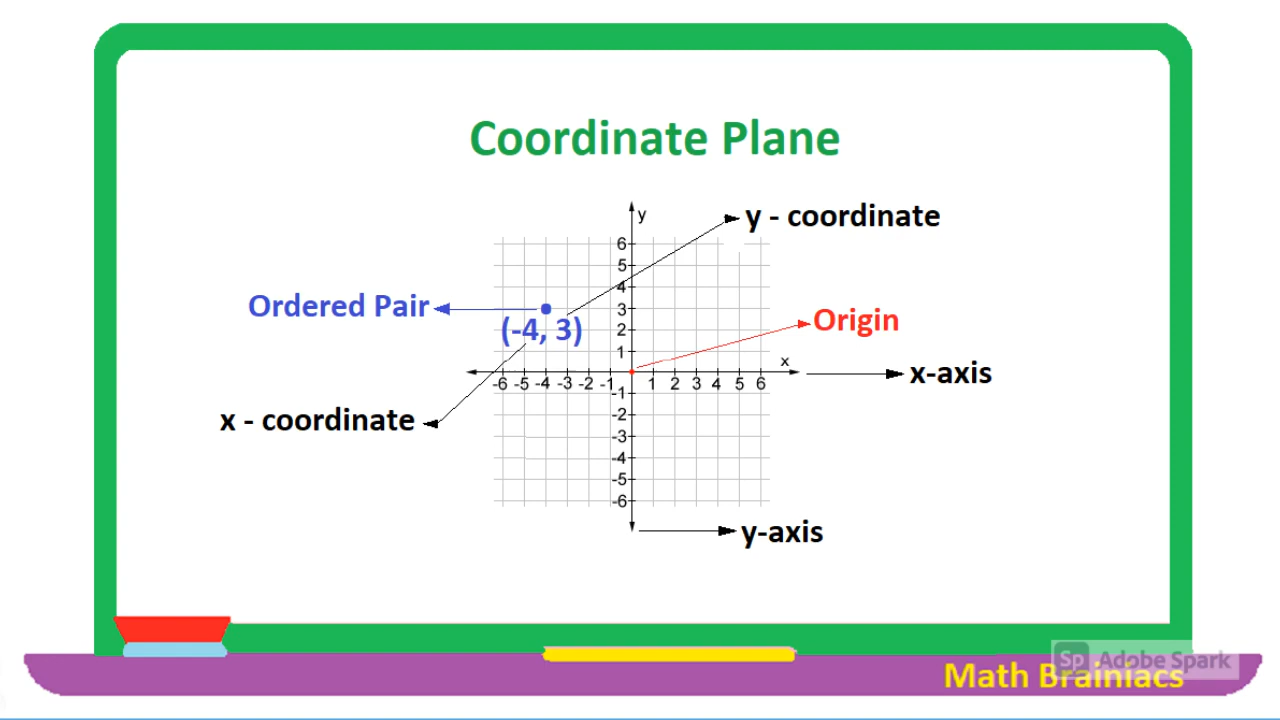 Coordinate Plane
y
y - coordinate
6
5
4
Ordered Pair
3
(-4, 3)
2
Origin
1
x
x-axis
-6 -5 -4 -3 -2 -1 1 2 3 4 5 6
-1
x - coordinate
-2
-3
-4
-5
-6
y-axis
Sp Adobe Spark
Math Brainiacs